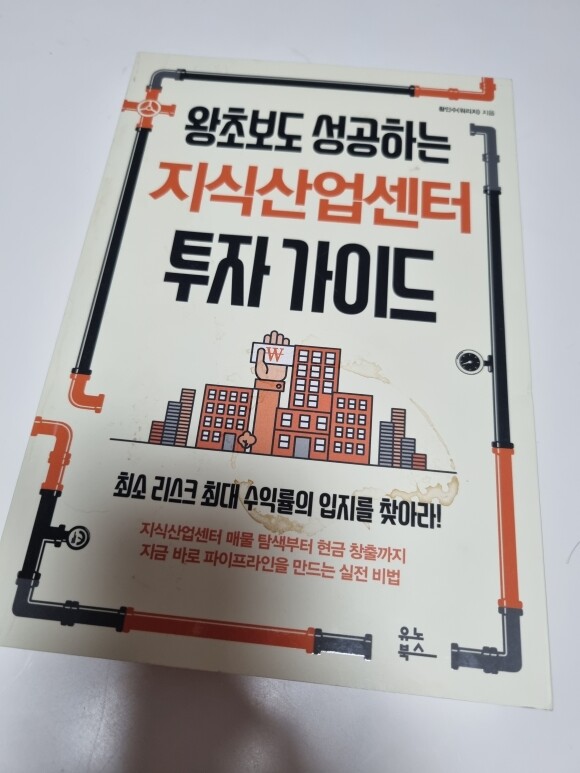 지음
왕초보도 성공하는
지식산업센터
투자 가이드
₩
최소 리스크 최대 수익률의 입지를 찾아라!
지식산업센터 매물 탐색부터 현금 창출까지
지금 바로 파이프라인을 만드는 실전 비법
유노
북스